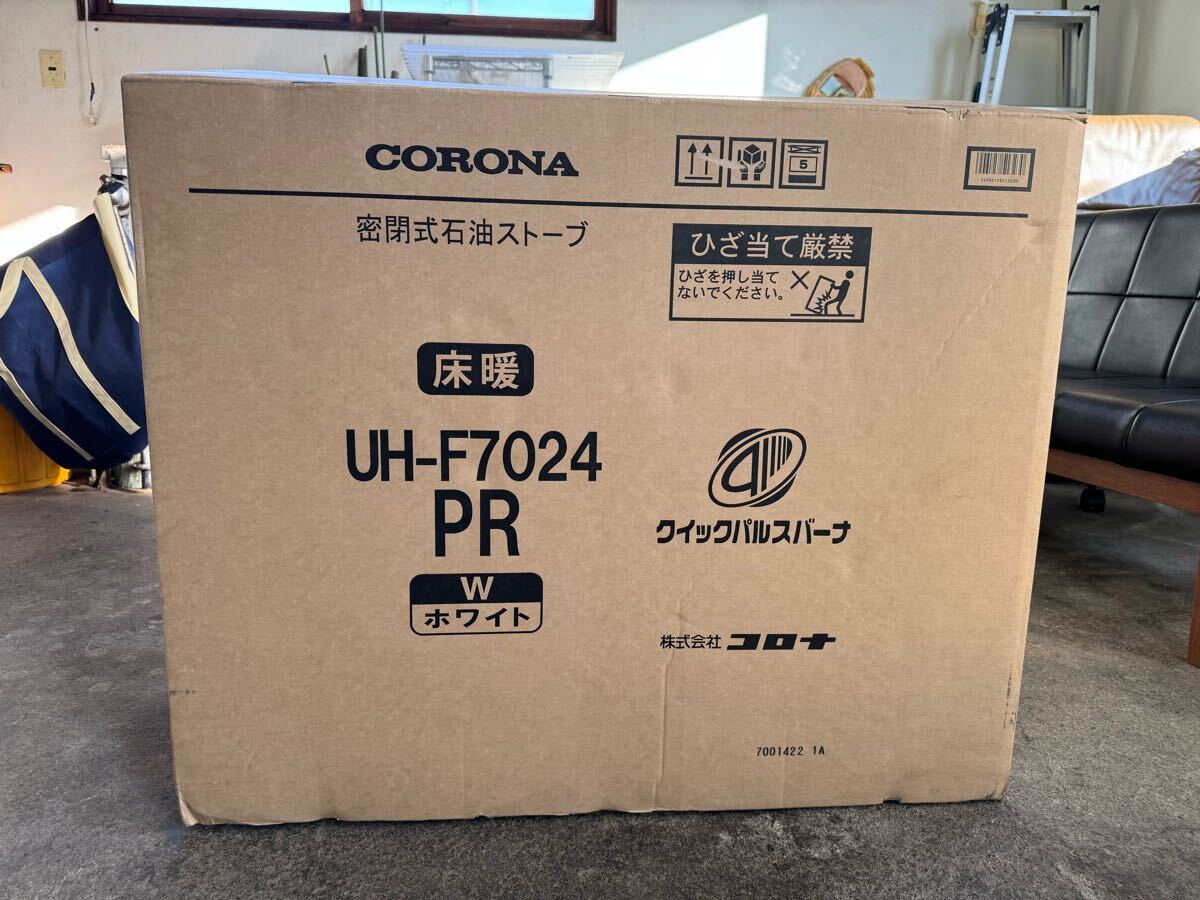 CORONA
5
密閉式石油ストーブ
ひざ当て厳禁
ひざを押し当て
ないでください。
床暖
UH-F7024
PR
W
ホワイト
クイックパルスバーナ
株式会社 コロナ
7001422 1A